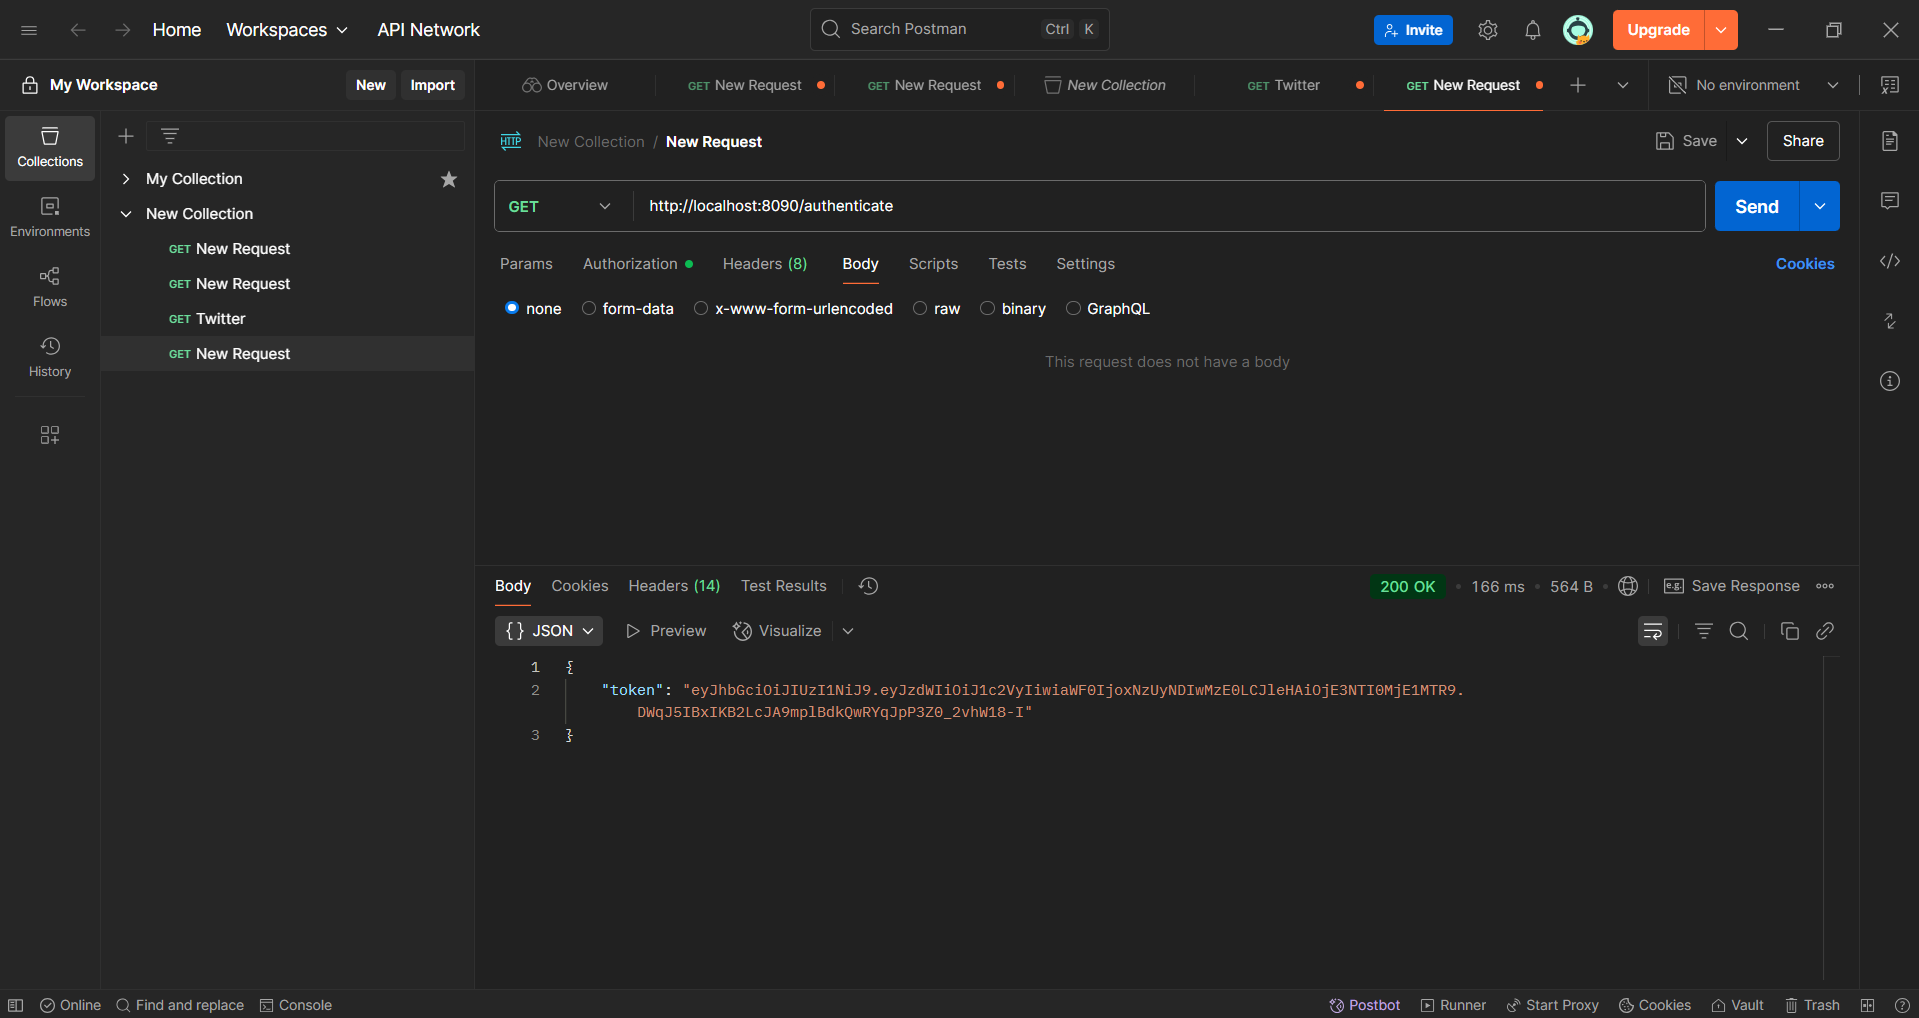 Home Workspaces API Network Search Postman Ctrl K Invite Upgrade
My Workspace New Import
Overview GET New Request GET New Request New Collection GET Twitter GET New Request No environment
Collections
Environments
Flows
History
My Collection
New Collection
GET New Request
GET New Request
GET Twitter
GET New Request
HTTP New Collection / New Request Save Share
GET http://localhost:8090/authenticate Send
Params Authorization Headers (8) Body Scripts Tests Settings Cookies
none form-data x-www-form-urlencoded raw binary GraphQL
This request does not have a body
Body Cookies Headers (14) Test Results 200 OK • 166 ms • 564 B • e.g. Save Response
{} JSON Preview Visualize
1 {
2 "token": "eyJhbGciOiJIUzI1NiJ9.eyJzdWIiOiJ1c2VyIiwiaWF0IjoxNzUyNDIwMzE0LCJleHAiOjE3NTI0MjE1MTR9.
DWqJ5IBxIKB2LcJA9mplBdkQwRYqJpP3Z0_2vhW18-I"
3 }
Online Find and replace Console Postbot Runner Start Proxy Cookies Vault Trash